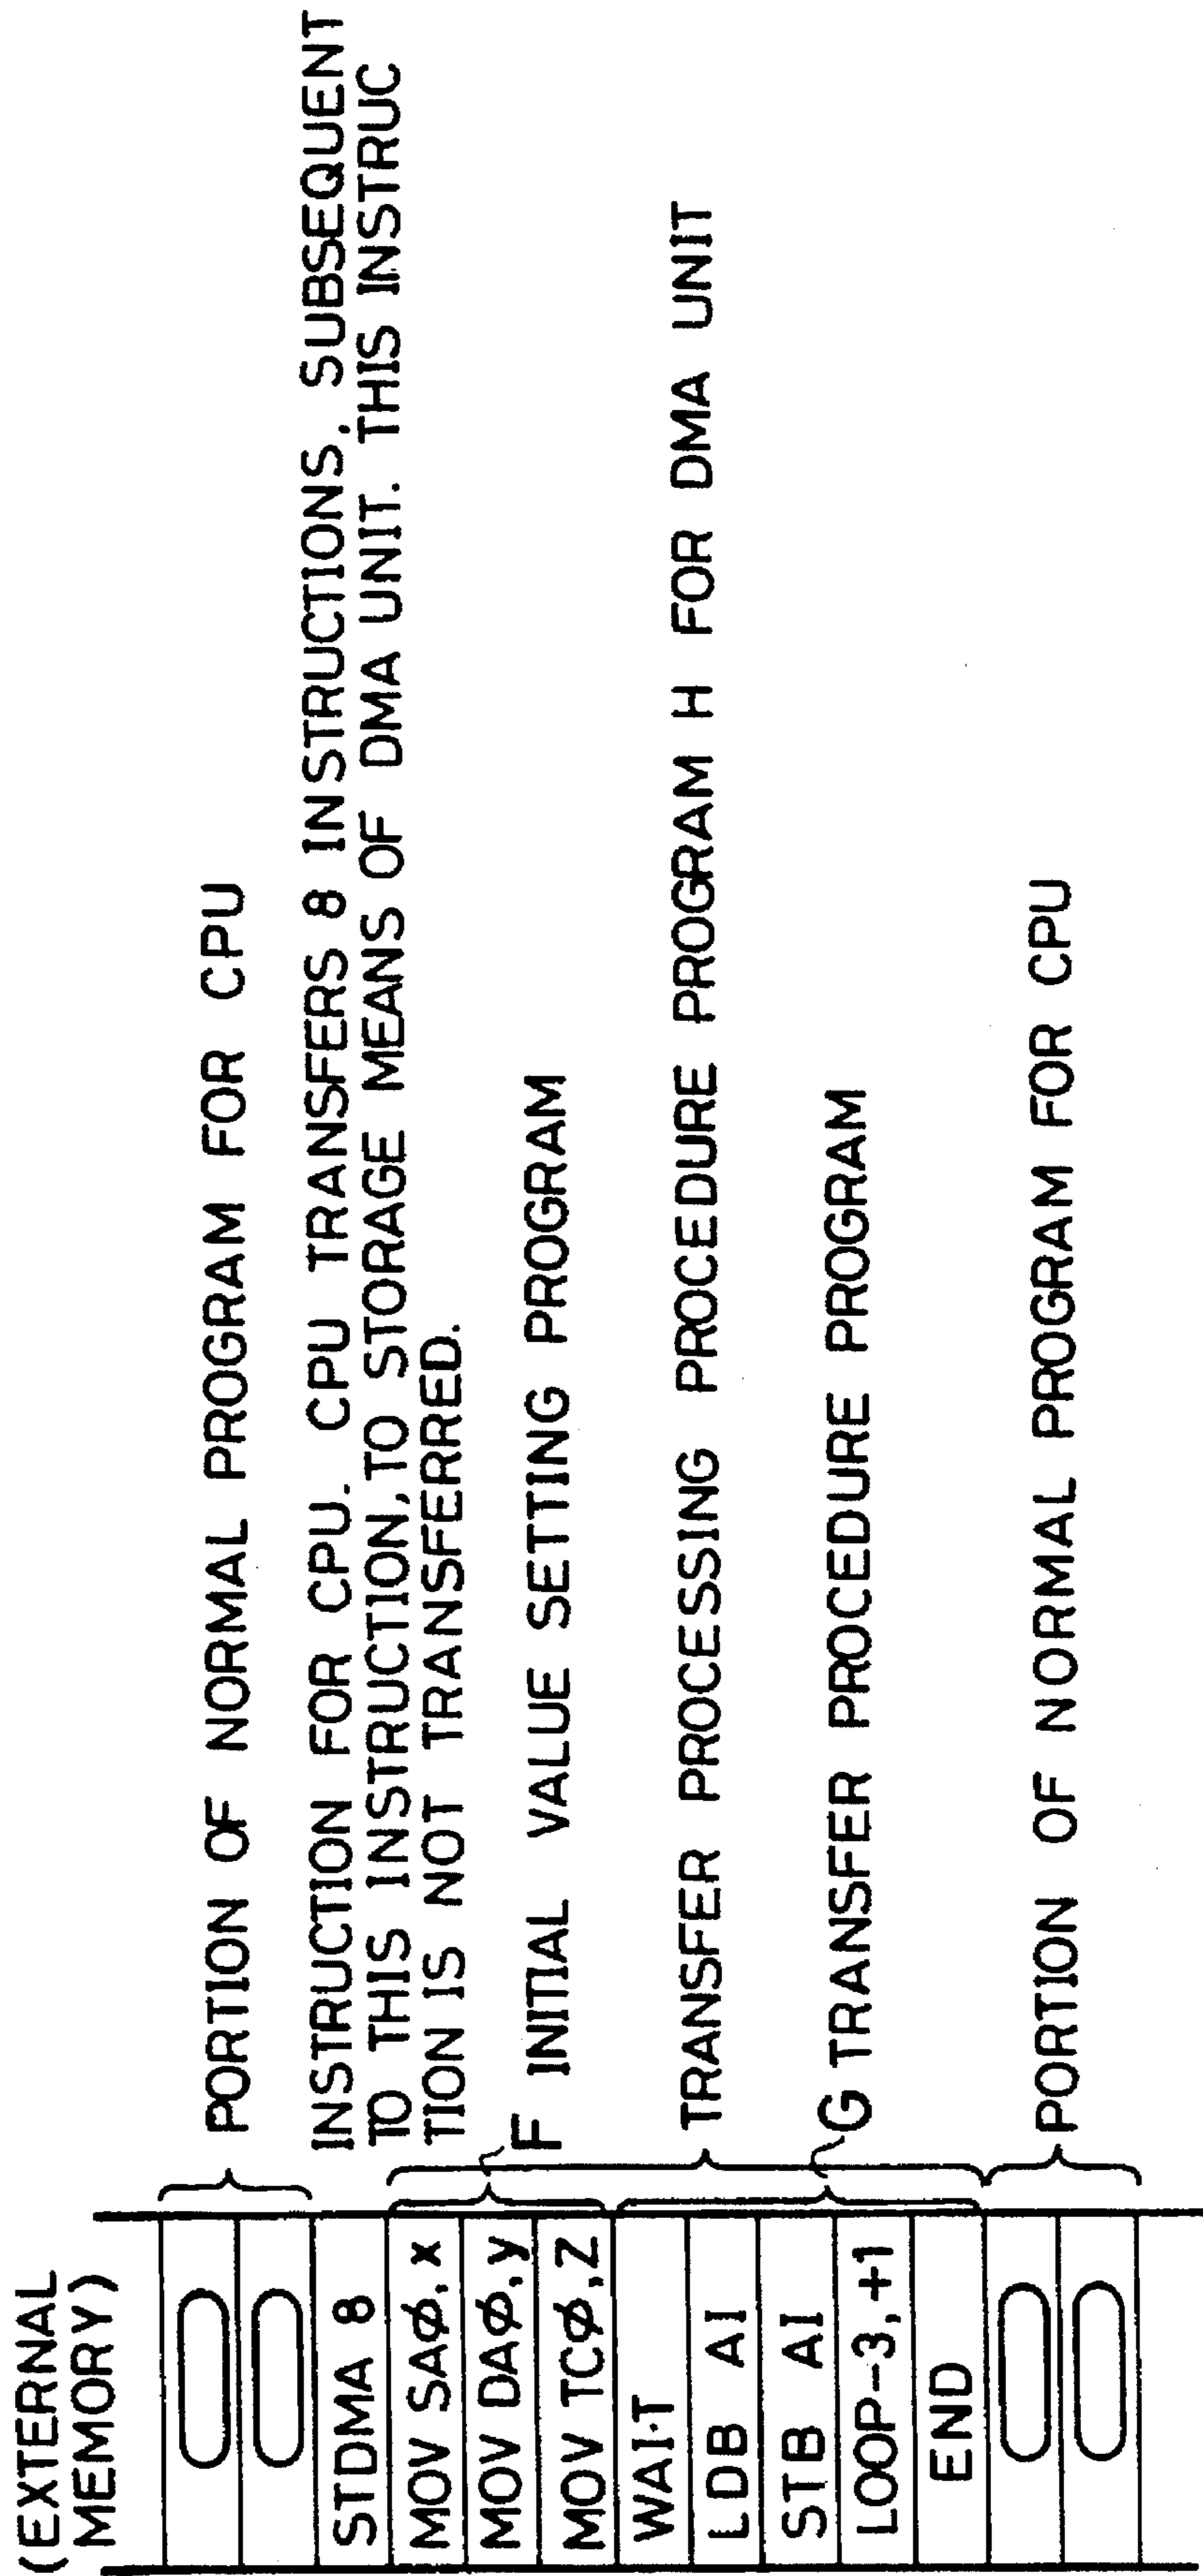 (EXTERNAL
MEMORY)
PORTION OF NORMAL PROGRAM FOR CPU
STDMA 8
INSTRUCTION FOR CPU. CPU TRANSFERS 8 INSTRUCTIONS, SUBSEQUENT
TO THIS INSTRUCTION, TO STORAGE MEANS OF DMA UNIT. THIS INSTRUC
TION IS NOT TRANSFERRED.
MOV SAØ, x
MOV DAØ, y
MOV TCØ, Z
F INITIAL VALUE SETTING PROGRAM
TRANSFER PROCESSING PROCEDURE PROGRAM H FOR DMA UNIT
WAIT
LDB AI
STB AI
LOOP-3, +1
END
G TRANSFER PROCEDURE PROGRAM
PORTION OF NORMAL PROGRAM FOR CPU